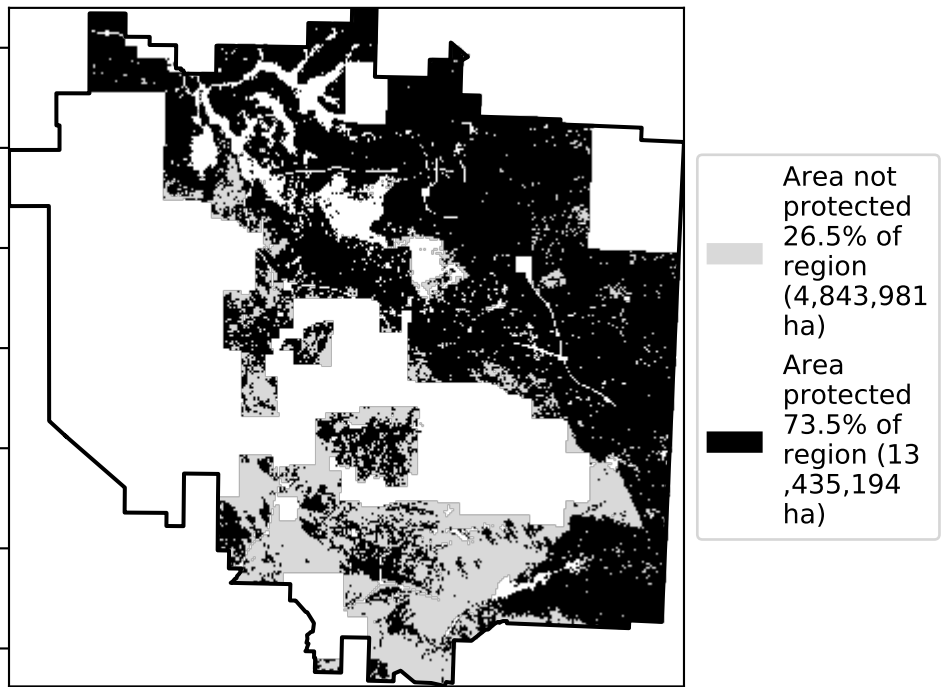 Area not
protected
26.5% of
region
(4,843,981
ha)
Area
protected
73.5% of
region (13
,435,194
ha)